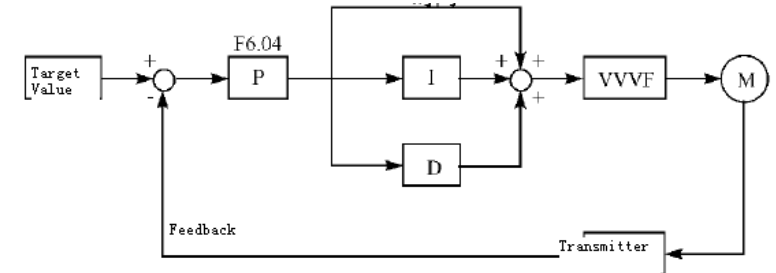 F6.04
+
+
+
Target
Value
P
I
VVVF
M
-
+
D
Feedback
Transmitter